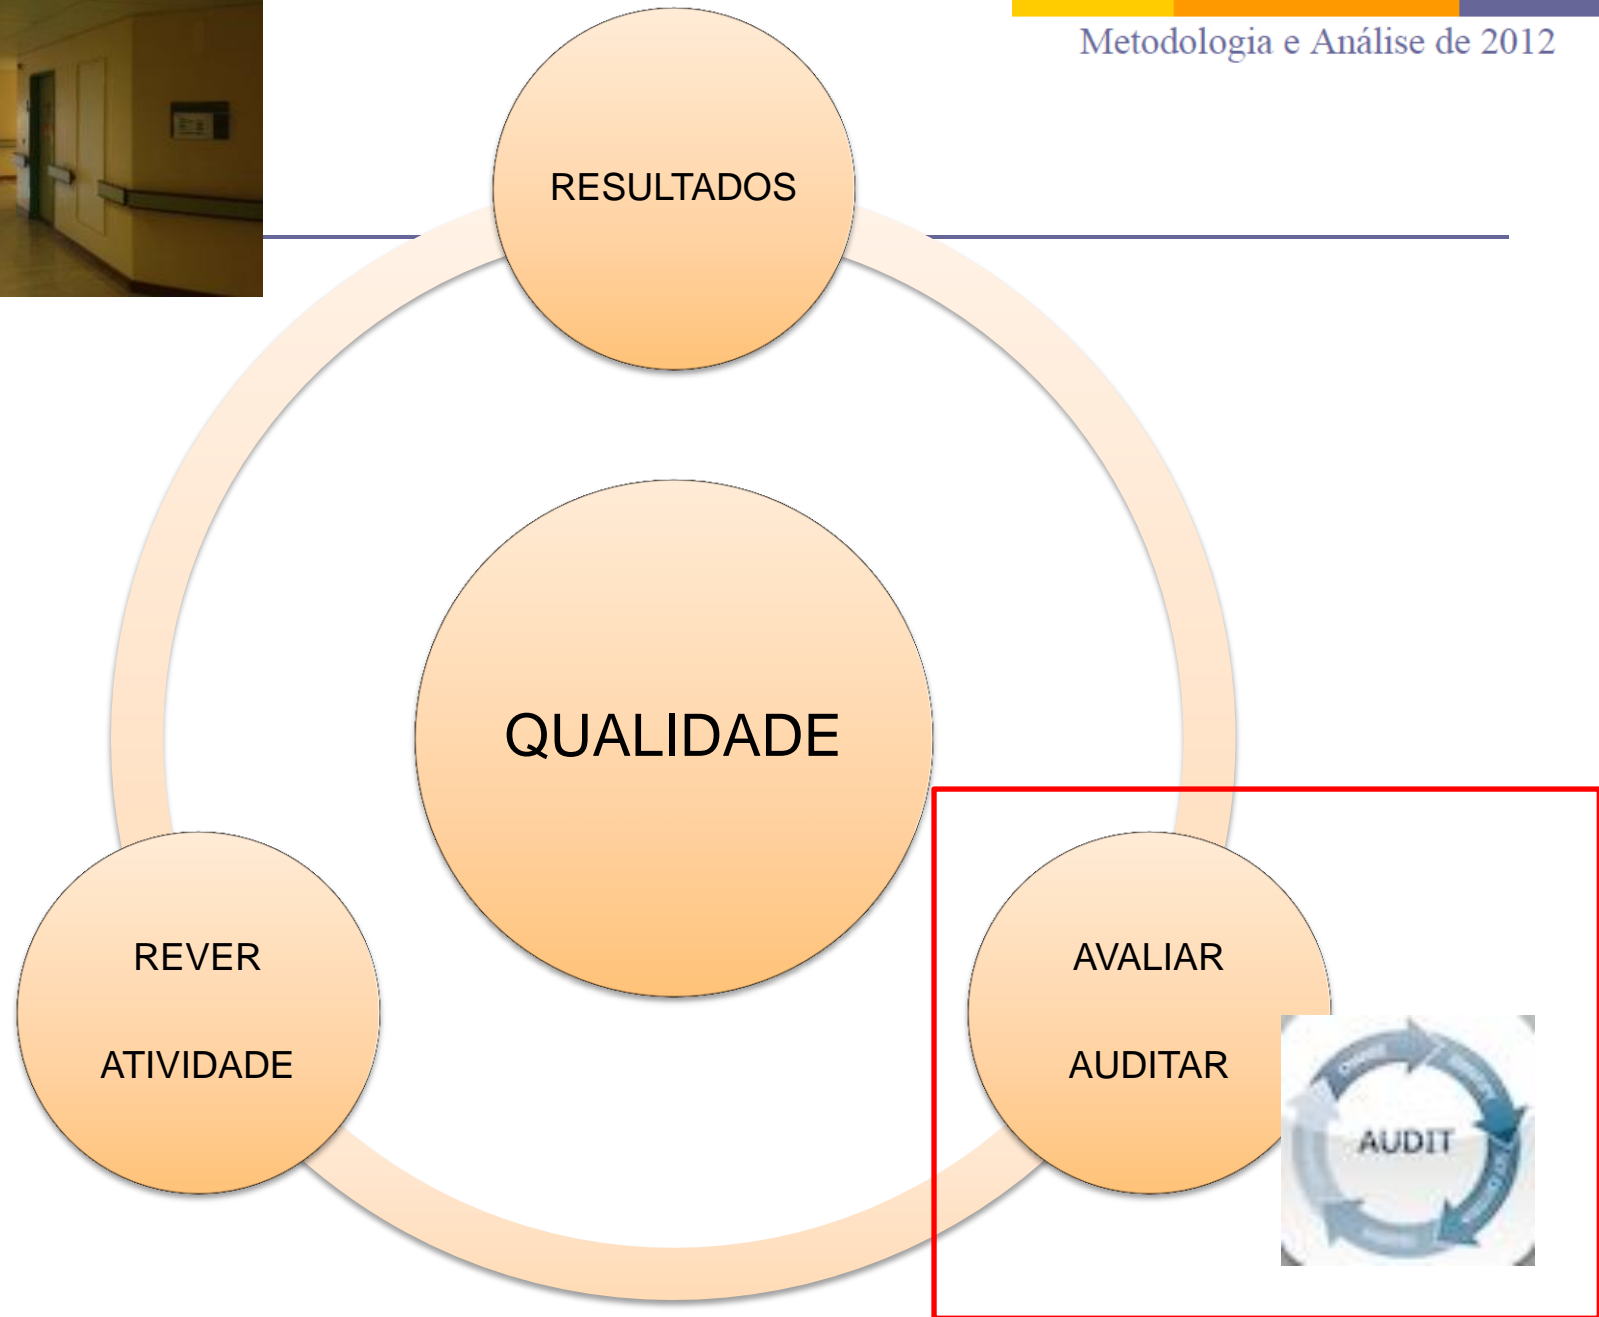 Metodologia e Análise de 2012
RESULTADOS
QUALIDADE
REVER
ATIVIDADE
AVALIAR
AUDITAR
AUDIT